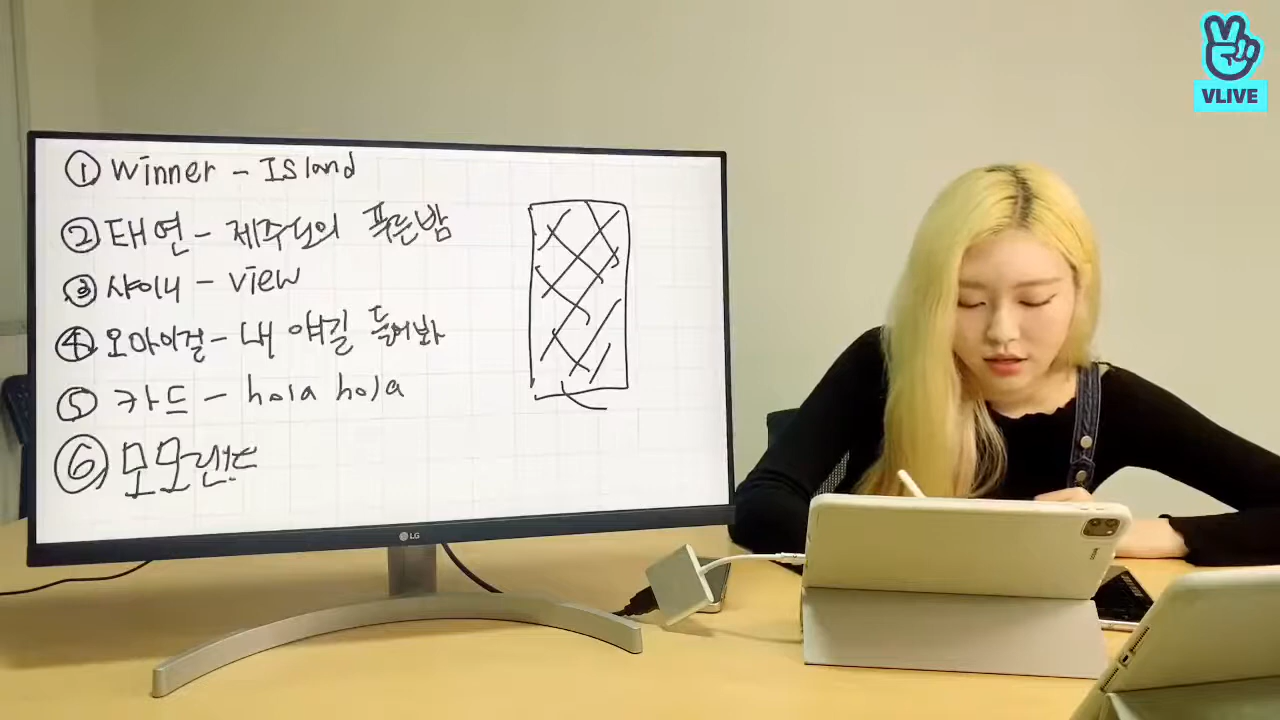 ① Winner - Island
② 태연 - 제주도의 푸른밤
③ 샤이니 - view
④ 오마이걸 - 내 얘길 들어봐
⑤ 카드 - hola hola
⑥ 모모랜드
LG
VLIVE